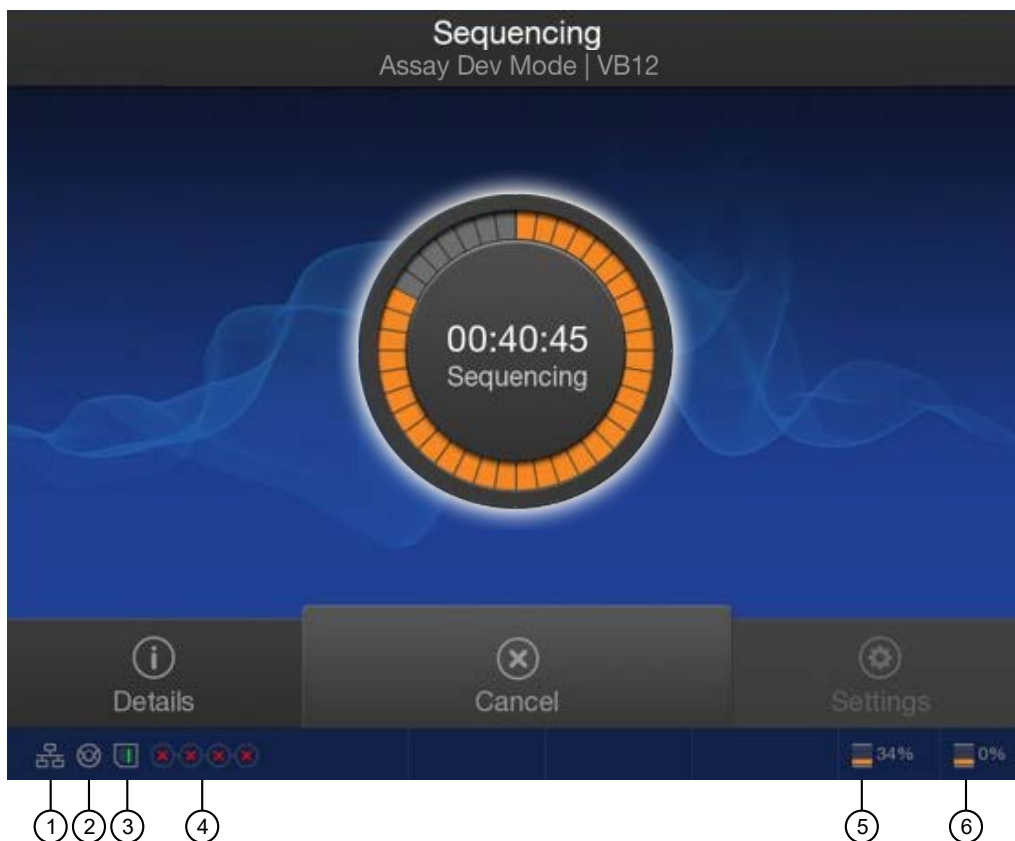 Sequencing
Assay Dev Mode | VB12
00:40:45
Sequencing
Details
Cancel
Settings
34%
0%
1 2 3 4 5 6